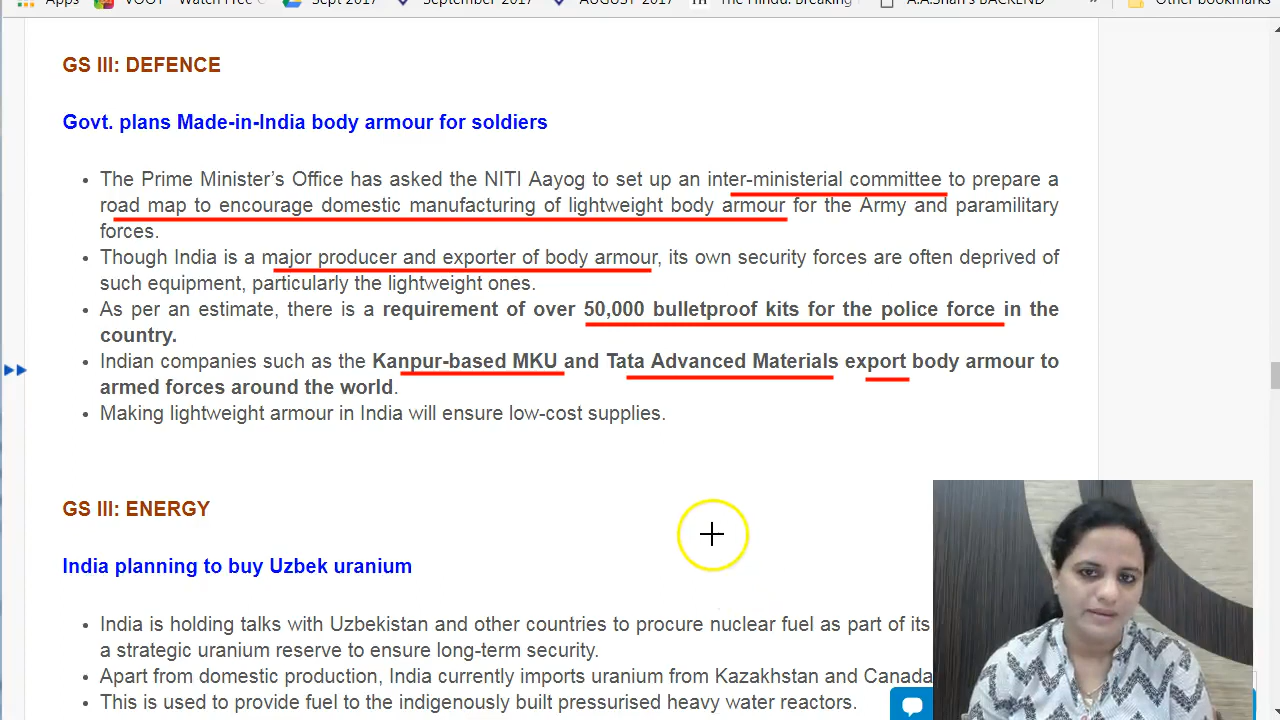 Apps
VOOT
Watch Free
Sept 2017
September 2017
AUGUST 2017
TH
The Hindu: Breaking
A.A.Shah's BACKEND
»
Other bookmarks
GS III: DEFENCE
Govt. plans Made-in-India body armour for soldiers
• The Prime Minister’s Office has asked the NITI Aayog to set up an inter-ministerial committee to prepare a
road map to encourage domestic manufacturing of lightweight body armour for the Army and paramilitary
forces.
• Though India is a major producer and exporter of body armour, its own security forces are often deprived of
such equipment, particularly the lightweight ones.
• As per an estimate, there is a requirement of over 50,000 bulletproof kits for the police force in the
country.
• Indian companies such as the Kanpur-based MKU and Tata Advanced Materials export body armour to
armed forces around the world.
• Making lightweight armour in India will ensure low-cost supplies.
GS III: ENERGY
India planning to buy Uzbek uranium
• India is holding talks with Uzbekistan and other countries to procure nuclear fuel as part of its
a strategic uranium reserve to ensure long-term security.
• Apart from domestic production, India currently imports uranium from Kazakhstan and Canada
• This is used to provide fuel to the indigenously built pressurised heavy water reactors.